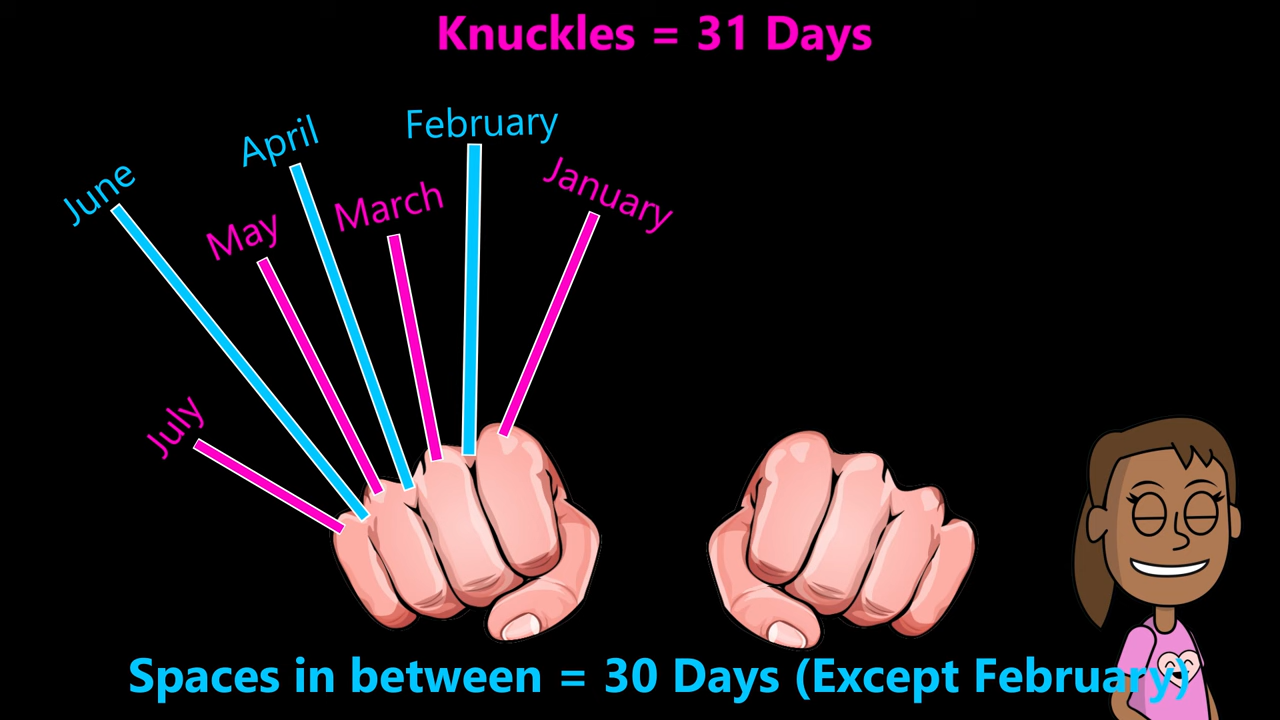 Knuckles = 31 Days
June
April
February
May
March
January
July
Spaces in between = 30 Days (Except February)